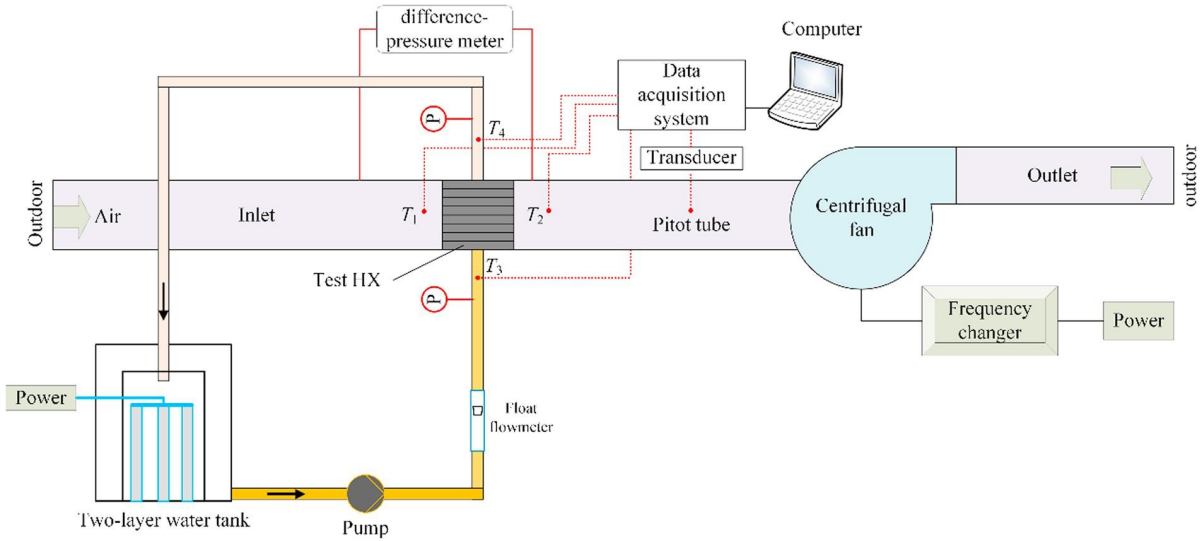 difference-
pressure meter
Computer
Data
acquisition
system
P
T4
Transducer
Outdoor
Air
Inlet
T1
T2
Pitot tube
Centrifugal
fan
Outlet
outdoor
Test HX
T3
P
Frequency
changer
Power
Power
Float
flowmeter
Two-layer water tank
Pump